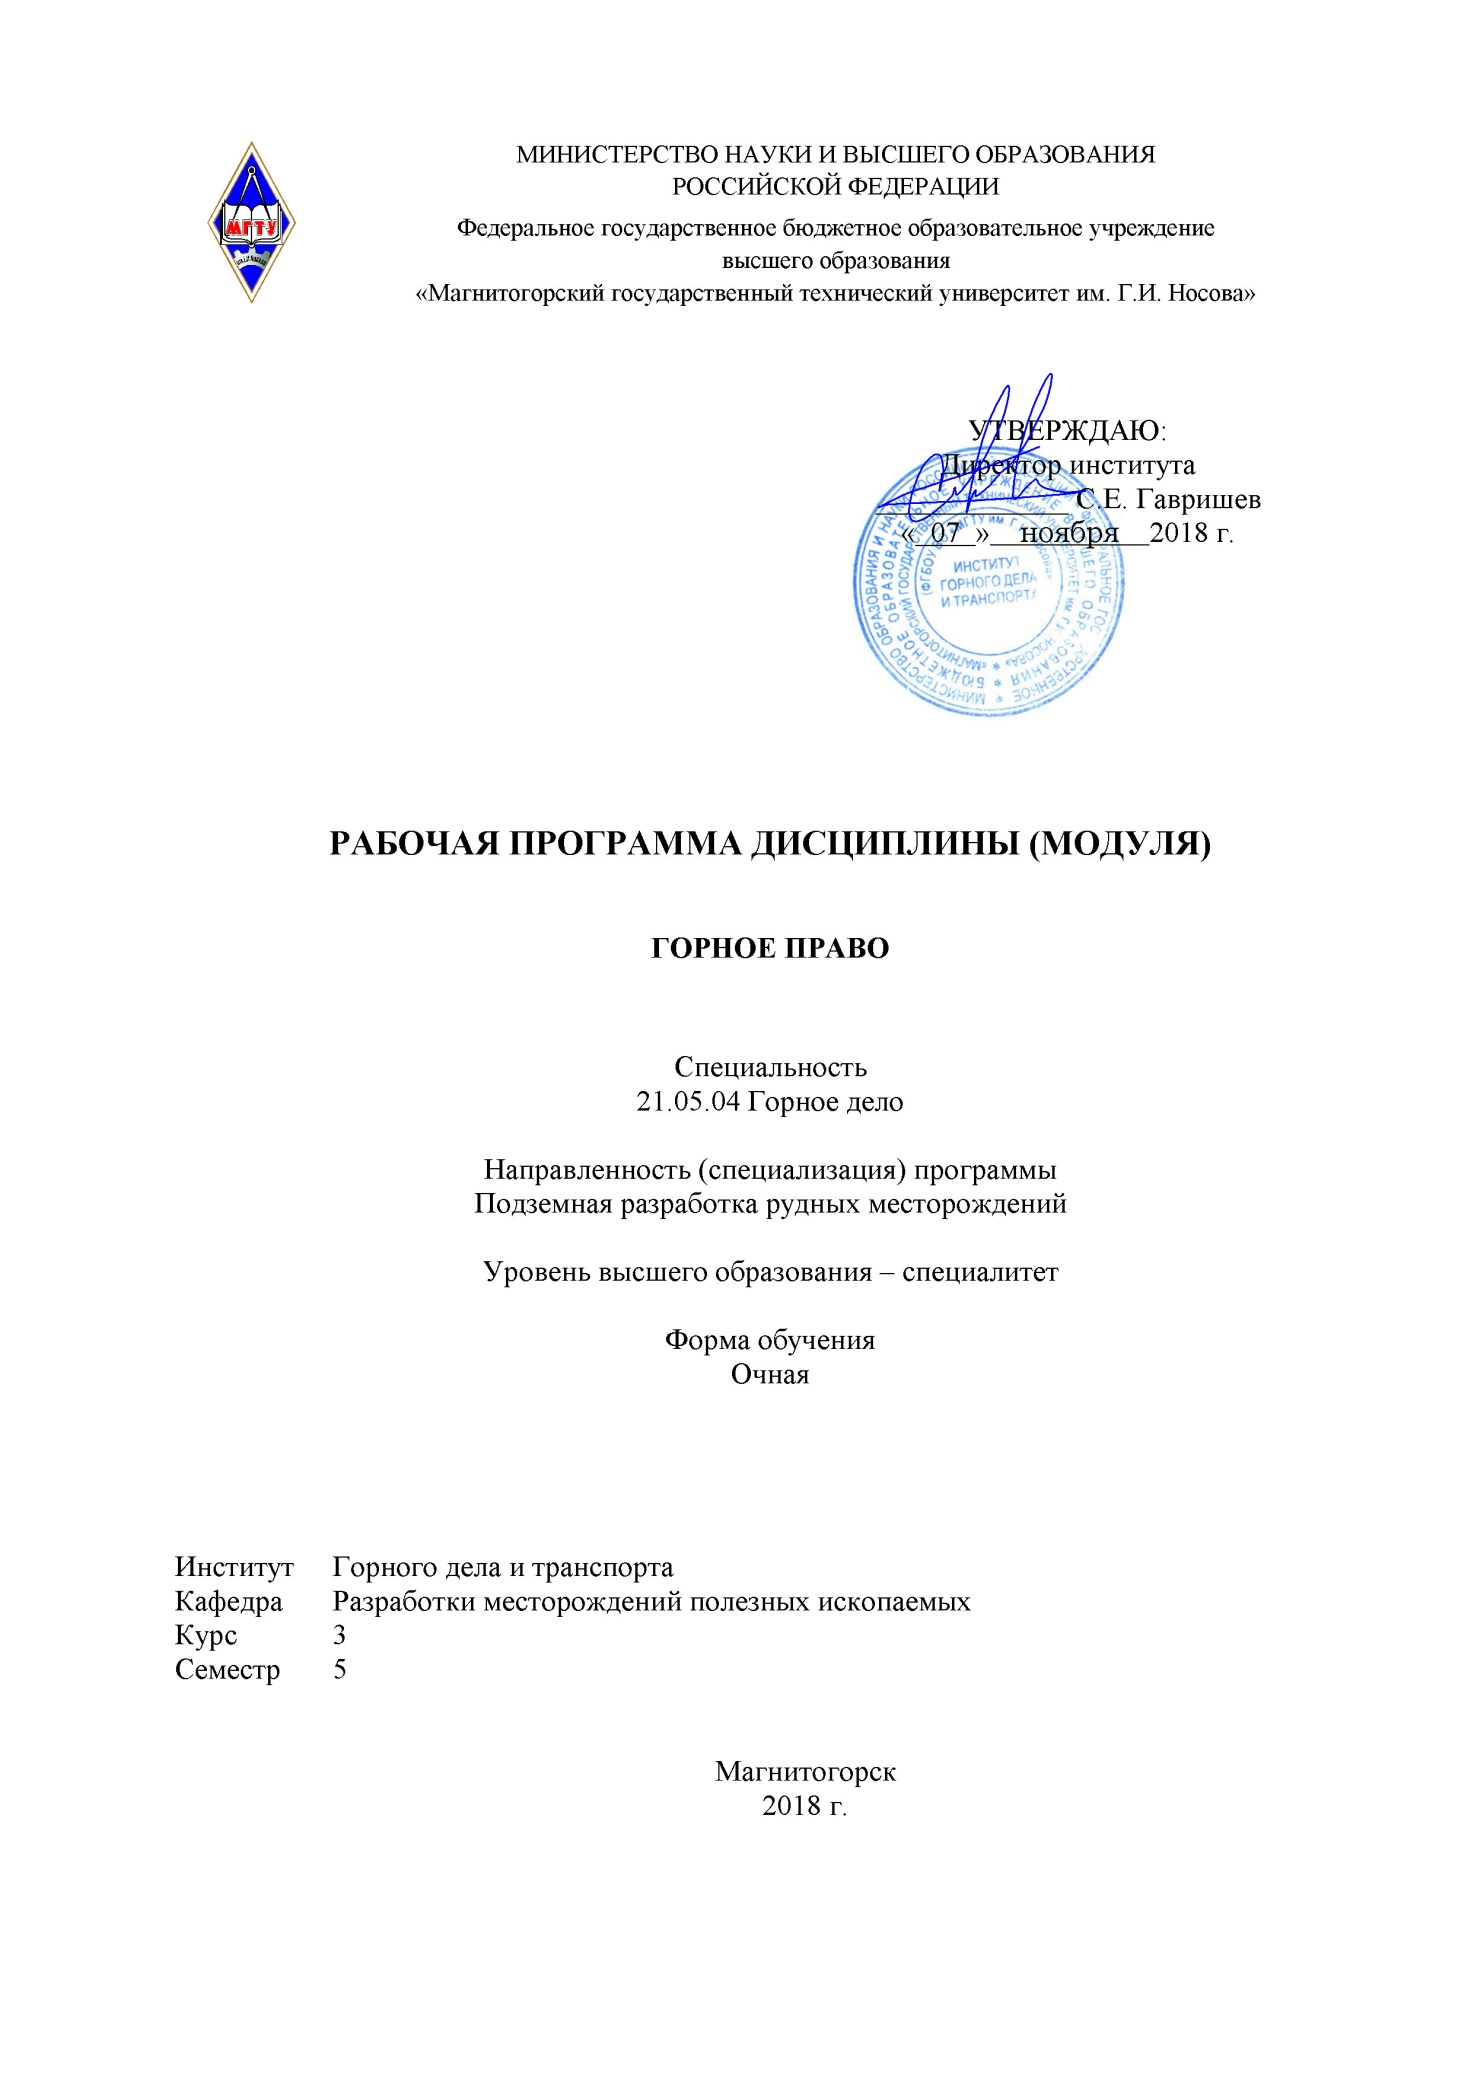 МИНИСТЕРСТВО НАУКИ И ВЫСШЕГО ОБРАЗОВАНИЯ
РОССИЙСКОЙ ФЕДЕРАЦИИ
Федеральное государственное бюджетное образовательное учреждение
высшего образования
«Магнитогорский государственный технический университет им. Г.И. Носова»
МГТУ
УТВЕРЖДАЮ:
Директор института
С.Е. Гавришев
«__07__»__ноября__2018 г.
ИНСТИТУТ
ГОРНОГО ДЕЛА
И ТРАНСПОРТА
РАБОЧАЯ ПРОГРАММА ДИСЦИПЛИНЫ (МОДУЛЯ)
ГОРНОЕ ПРАВО
Специальность
21.05.04 Горное дело
Направленность (специализация) программы
Подземная разработка рудных месторождений
Уровень высшего образования – специалитет
Форма обучения
Очная
Институт Горного дела и транспорта
Кафедра Разработки месторождений полезных ископаемых
Курс 3
Семестр 5
Магнитогорск
2018 г.